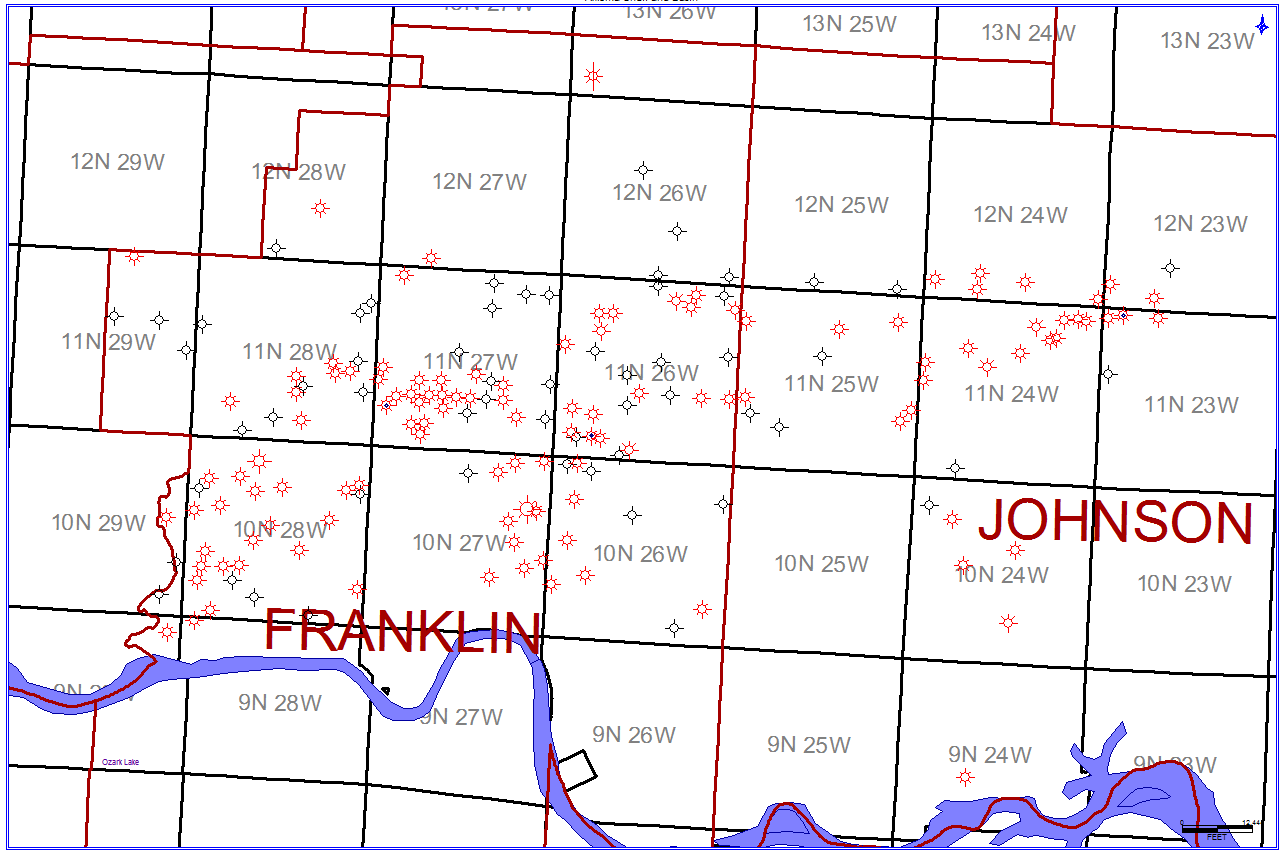 13N 26W
13N 25W
13N 24W
13N 23W
12N 29W
12N 28W
12N 27W
12N 26W
12N 25W
12N 24W
12N 23W
11N 29W
11N 28W
11N 27W
11N 26W
11N 25W
11N 24W
11N 23W
JOHNSON
10N 29W
10N 28W
10N 27W
10N 26W
10N 25W
10N 24W
10N 23W
FRANKLIN
9N 28W
9N 27W
9N 26W
9N 25W
9N 24W
9N 23W
Ozark Lake
0
FEET